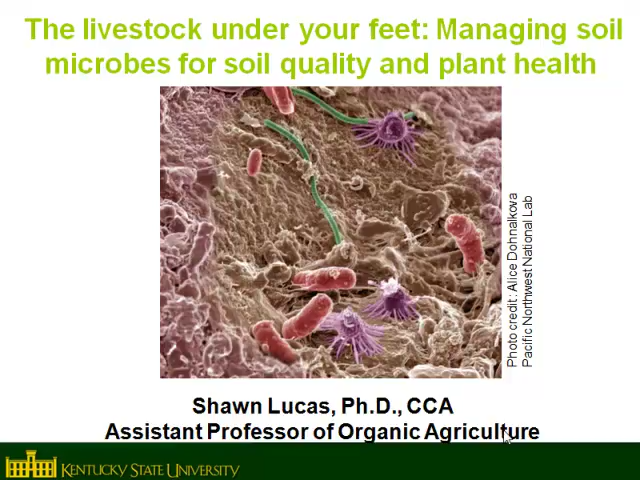 The livestock under your feet: Managing soil
microbes for soil quality and plant health
Photo credit: Alice Dohnalkova
Pacific Northwest National Lab
Shawn Lucas, Ph.D., CCA
Assistant Professor of Organic Agriculture
KENTUCKY STATE UNIVERSITY